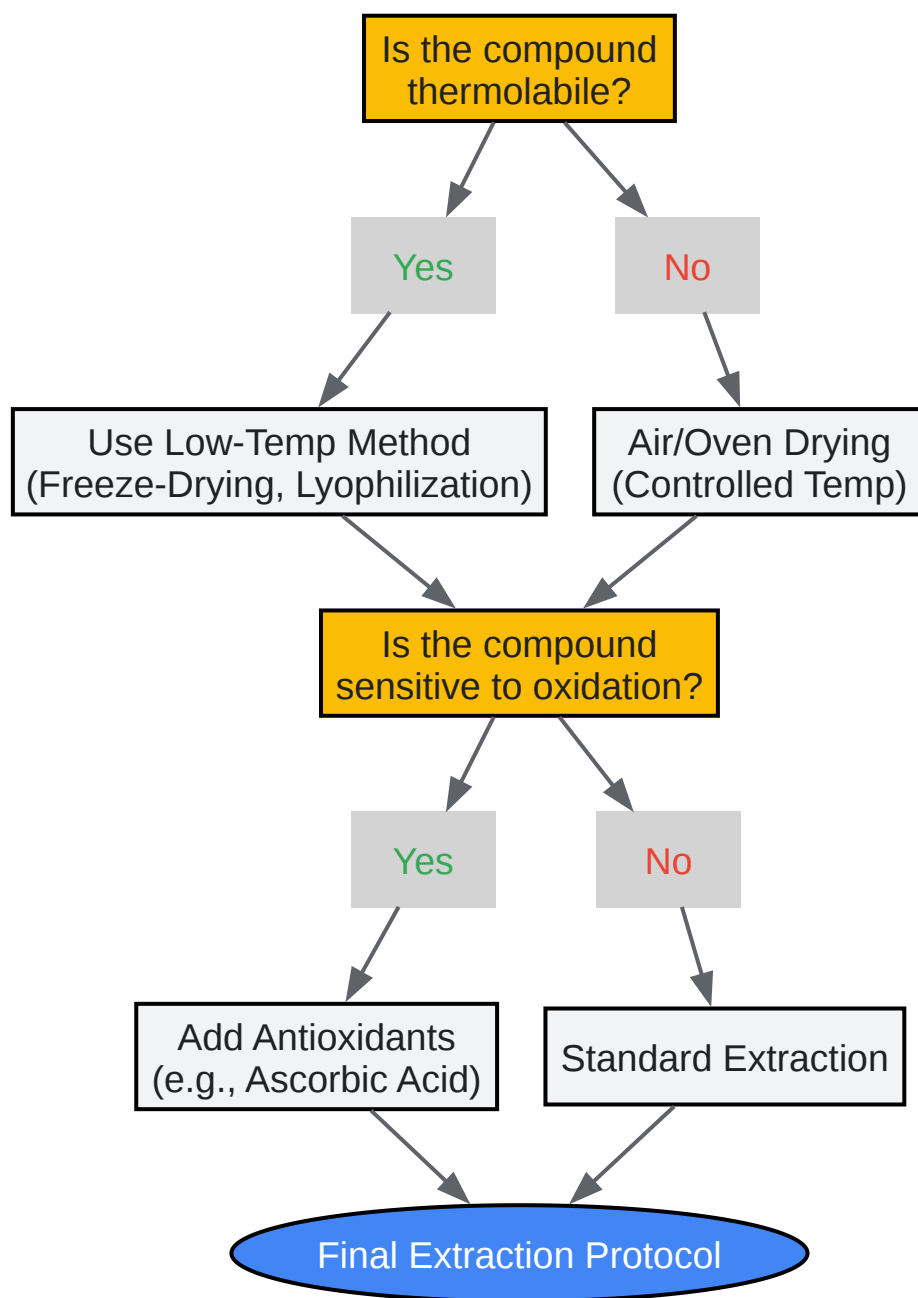 Is the compound
thermolabile?
Yes
No
Use Low-Temp Method
(Freeze-Drying, Lyophilization)
Air/Oven Drying
(Controlled Temp)
Is the compound
sensitive to oxidation?
Yes
No
Add Antioxidants
(e.g., Ascorbic Acid)
Standard Extraction
Final Extraction Protocol